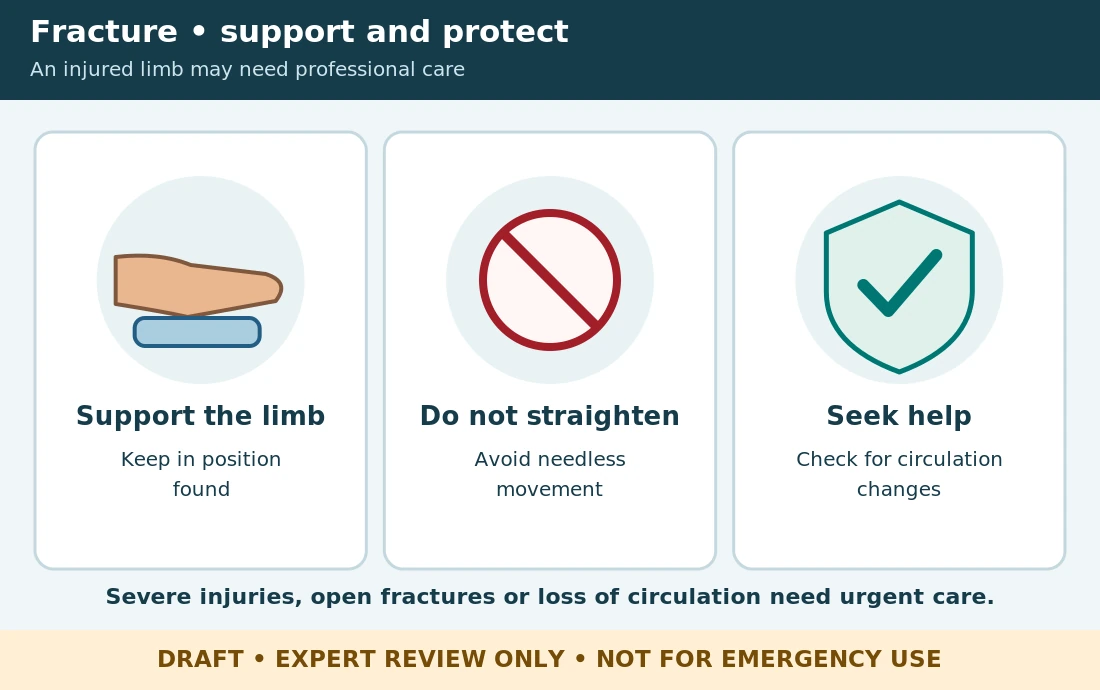 Fracture • support and protect
An injured limb may need professional care
Support the limb
Keep in position
found
Do not straighten
Avoid needless
movement
Seek help
Check for circulation
changes
Severe injuries, open fractures or loss of circulation need urgent care.
DRAFT • EXPERT REVIEW ONLY • NOT FOR EMERGENCY USE